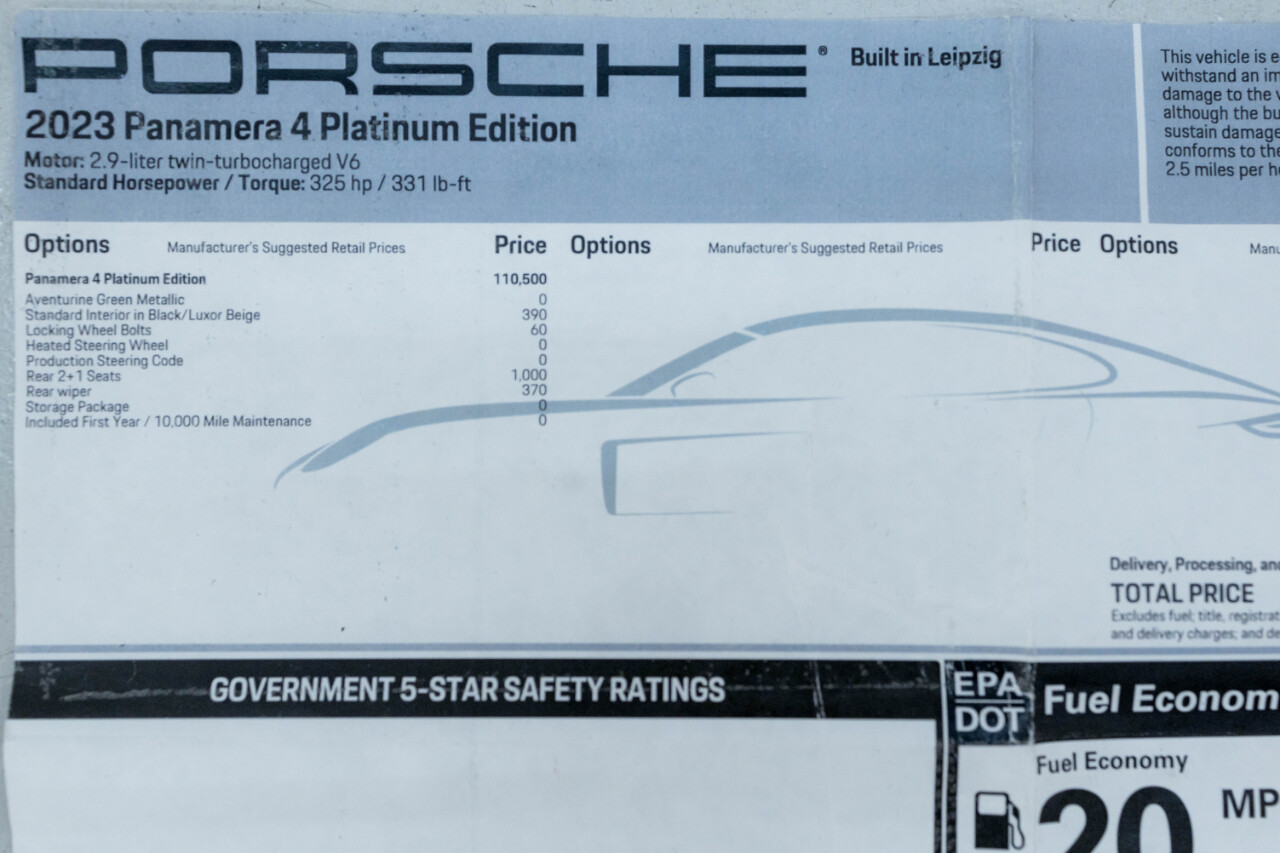 PORSCHE® Built in Leipzig
2023 Panamera 4 Platinum Edition
Motor: 2.9-liter twin-turbocharged V6
Standard Horsepower / Torque: 325 hp / 331 lb-ft
This vehicle is
withstand an
damage to the
although the
sustain damage
conforms to the
2.5 miles per
Options Manufacturer's Suggested Retail Prices Price Options Manufacturer's Suggested Retail Prices Price Options
Panamera 4 Platinum Edition 110,500
Aventurine Green Metallic 0
Standard Interior in Black/Luxor Beige 390
Locking Wheel Bolts 60
Heated Steering Wheel 0
Production Steering Code 0
Rear 2+1 Seats 1,000
Rear wiper 370
Storage Package 0
Included First Year / 10,000 Mile Maintenance 0
Delivery, Processing, and
TOTAL PRICE
Excludes fuel, title,
and delivery charges; and
GOVERNMENT 5-STAR SAFETY RATINGS
EPA
DOT
Fuel
Fuel Economy
20